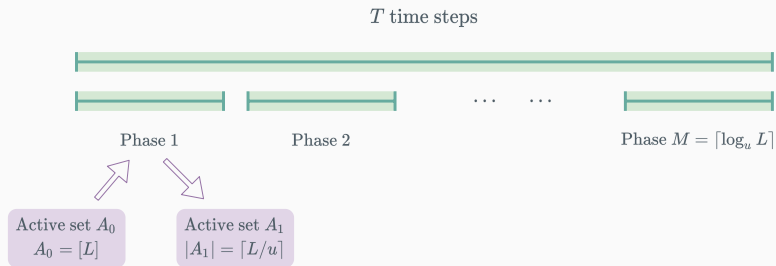 T time steps
... ...
Phase 1
Phase 2
Phase M = ⌈log_u L⌉
Active set A_0
A_0 = [L]
Active set A_1
|A_1| = ⌈L/u⌉